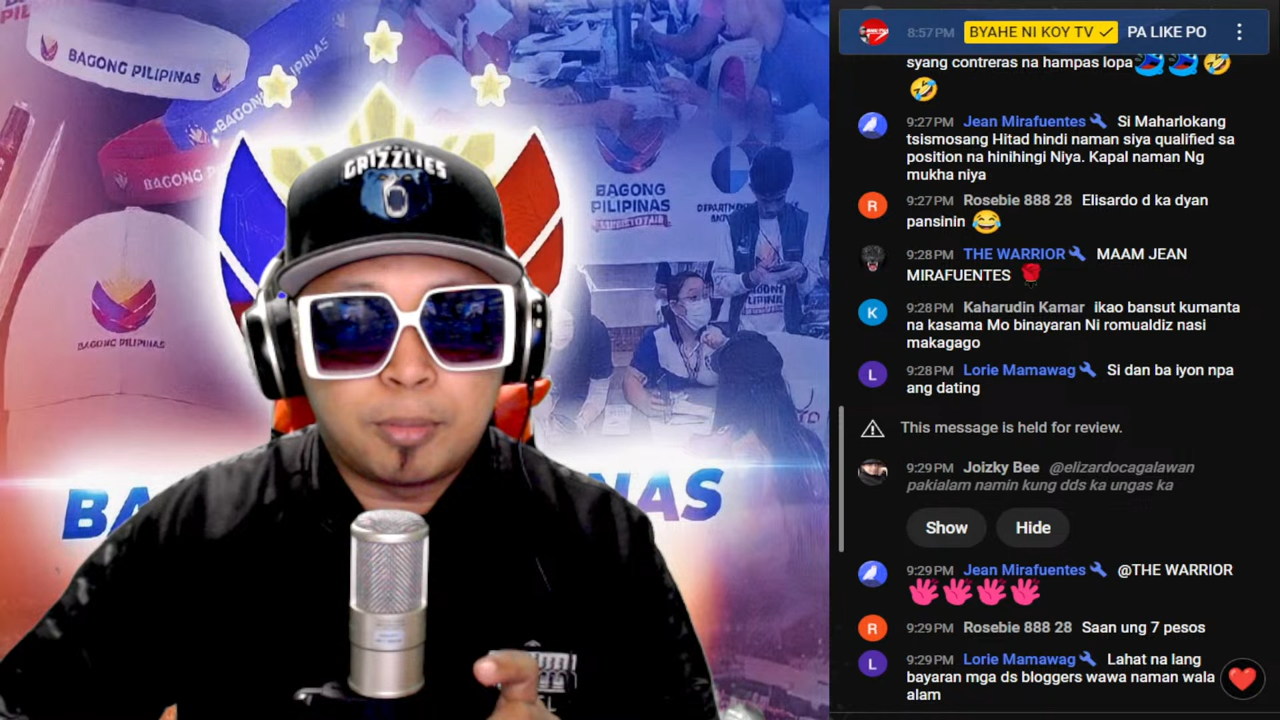 BAGONG PILIPINAS
BAGONG
BAGONG P
BAGONG PILIPINAS
BAGONG
PILIPINAS
GRIZZLIES
BA
NAS
8:57 PM BYAHE NI KOY TV PA LIKE PO
syang contreras na hampas lopa
9:27 PM Jean Mirafuentes Si Maharlokang
tsismosang Hitad hindi naman siya qualified sa
position na hinihingi Niya. Kapal naman Ng
mukha niya
9:27 PM Rosebie 888 28 Elisardo d ka dyan
pansinin
9:28 PM THE WARRIOR MAAM JEAN
MIRAFUENTES
9:28 PM Kaharudin Kamar ikao bansut kumanta
na kasama Mo binayaran Ni romualdiz nasi
makagago
9:28 PM Lorie Mamawag Si dan ba iyon npa
ang dating
This message is held for review.
9:29 PM Joizky Bee @elizardocagalawan
pakialam namin kung dds ka ungas ka
Show Hide
9:29 PM Jean Mirafuentes @THE WARRIOR
9:29 PM Rosebie 888 28 Saan ung 7 pesos
9:29 PM Lorie Mamawag Lahat na lang
bayaran mga ds bloggers wawa naman wala
alam